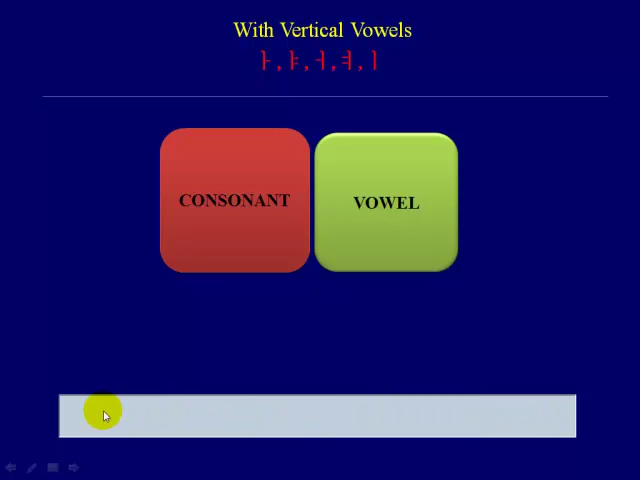 With Vertical Vowels
ㅏ, ㅑ, ㅓ, ㅕ, ㅣ
CONSONANT
VOWEL